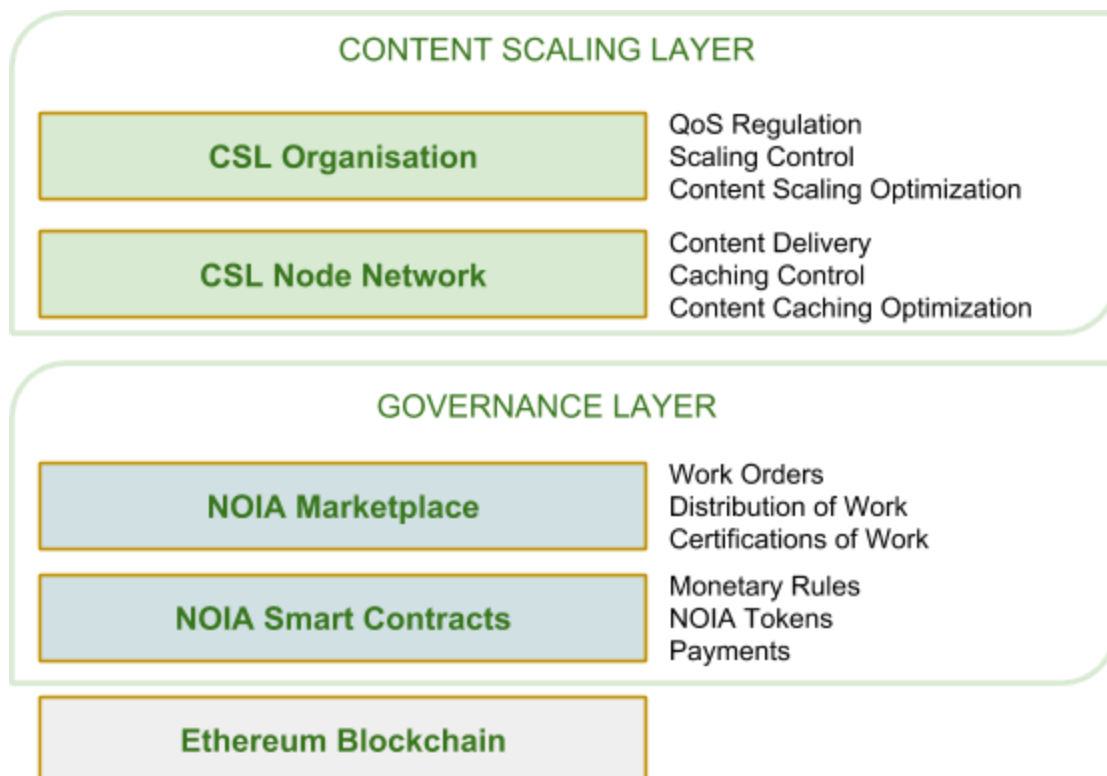 CONTENT SCALING LAYER
CSL Organisation
QoS Regulation
Scaling Control
Content Scaling Optimization
CSL Node Network
Content Delivery
Caching Control
Content Caching Optimization
GOVERNANCE LAYER
NOIA Marketplace
Work Orders
Distribution of Work
Certifications of Work
NOIA Smart Contracts
Monetary Rules
NOIA Tokens
Payments
Ethereum Blockchain